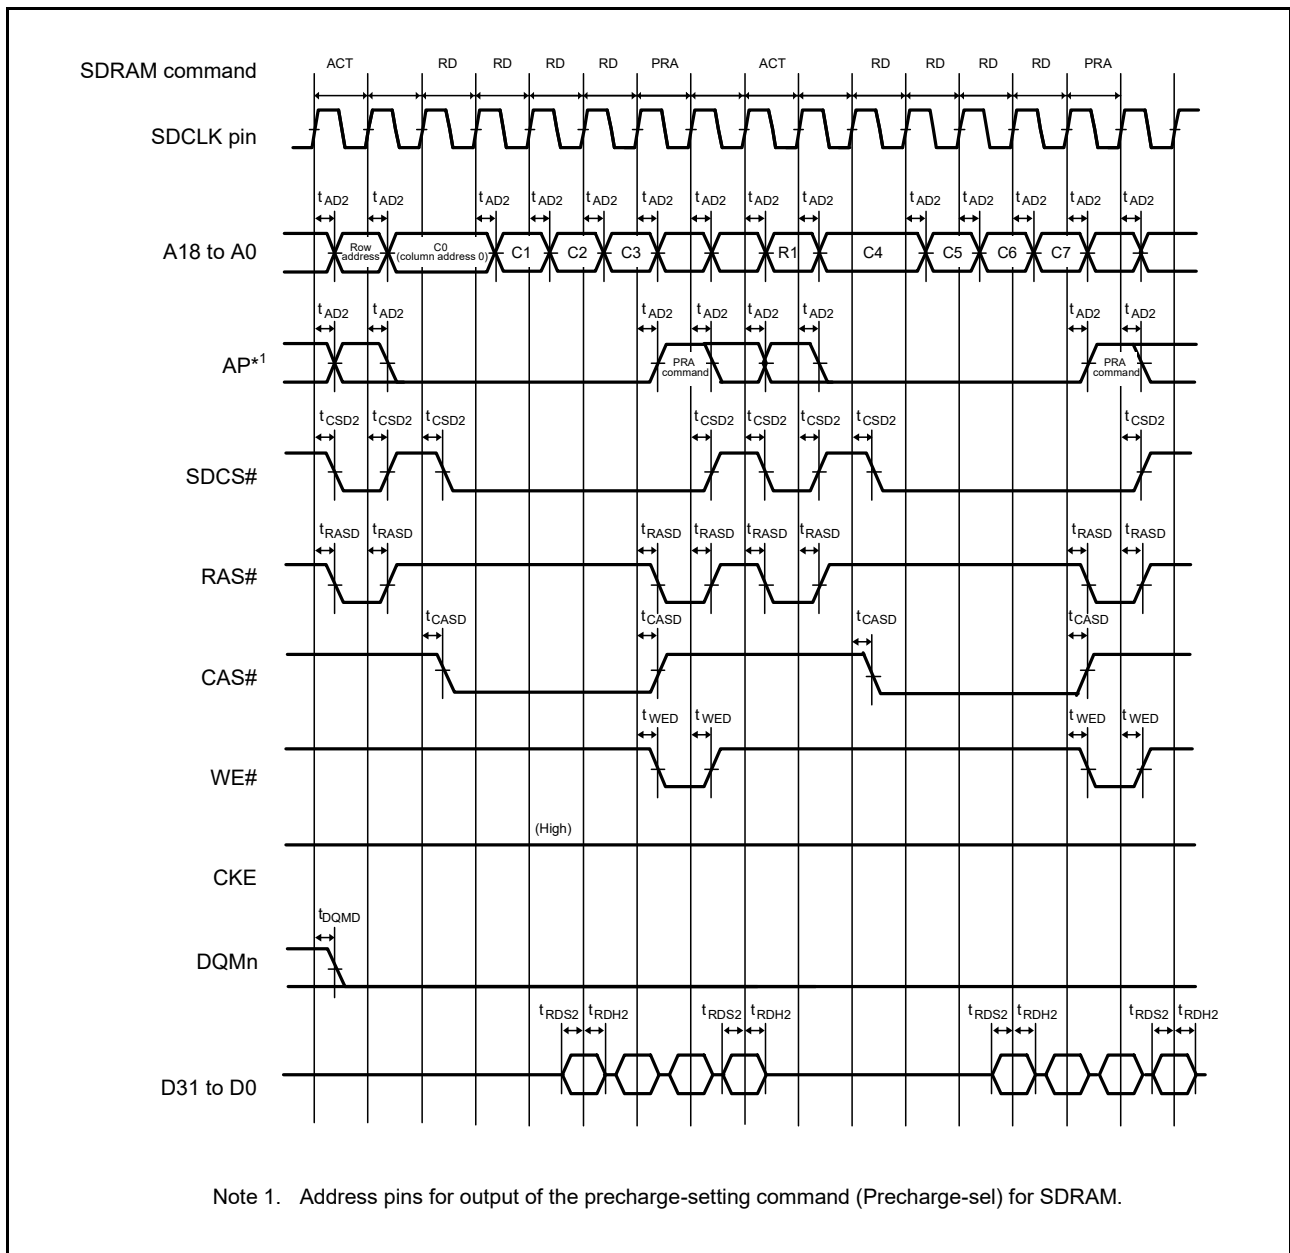 SDRAM command ACT RD RD RD RD PRA ACT RD RD RD RD PRA
SDCLK pin
tAD2 tAD2 tAD2 tAD2 tAD2 tAD2 tAD2 tAD2 tAD2 tAD2 tAD2 tAD2 tAD2 tAD2
A18 to A0 Row address C0 (column address 0) C1 C2 C3 R1 C4 C5 C6 C7
tAD2 tAD2 tAD2 tAD2 tAD2 tAD2 tAD2 tAD2
AP*1 PRA command PRA command
tCSD2 tCSD2 tCSD2 tCSD2 tCSD2 tCSD2 tCSD2 tCSD2
SDCS#
tRASD tRASD tRASD tRASD tRASD tRASD tRASD tRASD
RAS#
tCASD tCASD tCASD tCASD
CAS#
tWED tWED tWED tWED
WE#
(High)
CKE
tDQMD
DQMn
tRDS2 tRDH2 tRDS2 tRDH2 tRDS2 tRDH2 tRDS2 tRDH2
D31 to D0
Note 1. Address pins for output of the precharge-setting command (Precharge-sel) for SDRAM.